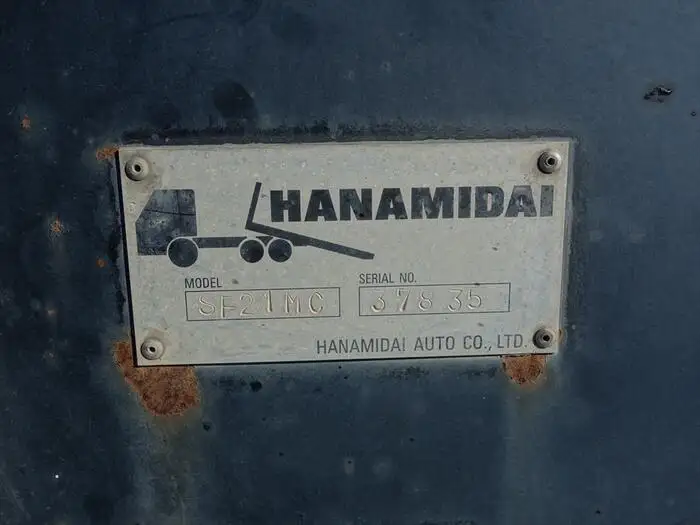 HANAMIDAI
MODEL
SF21MC
SERIAL NO.
37835
HANAMIDAI AUTO CO., LTD.